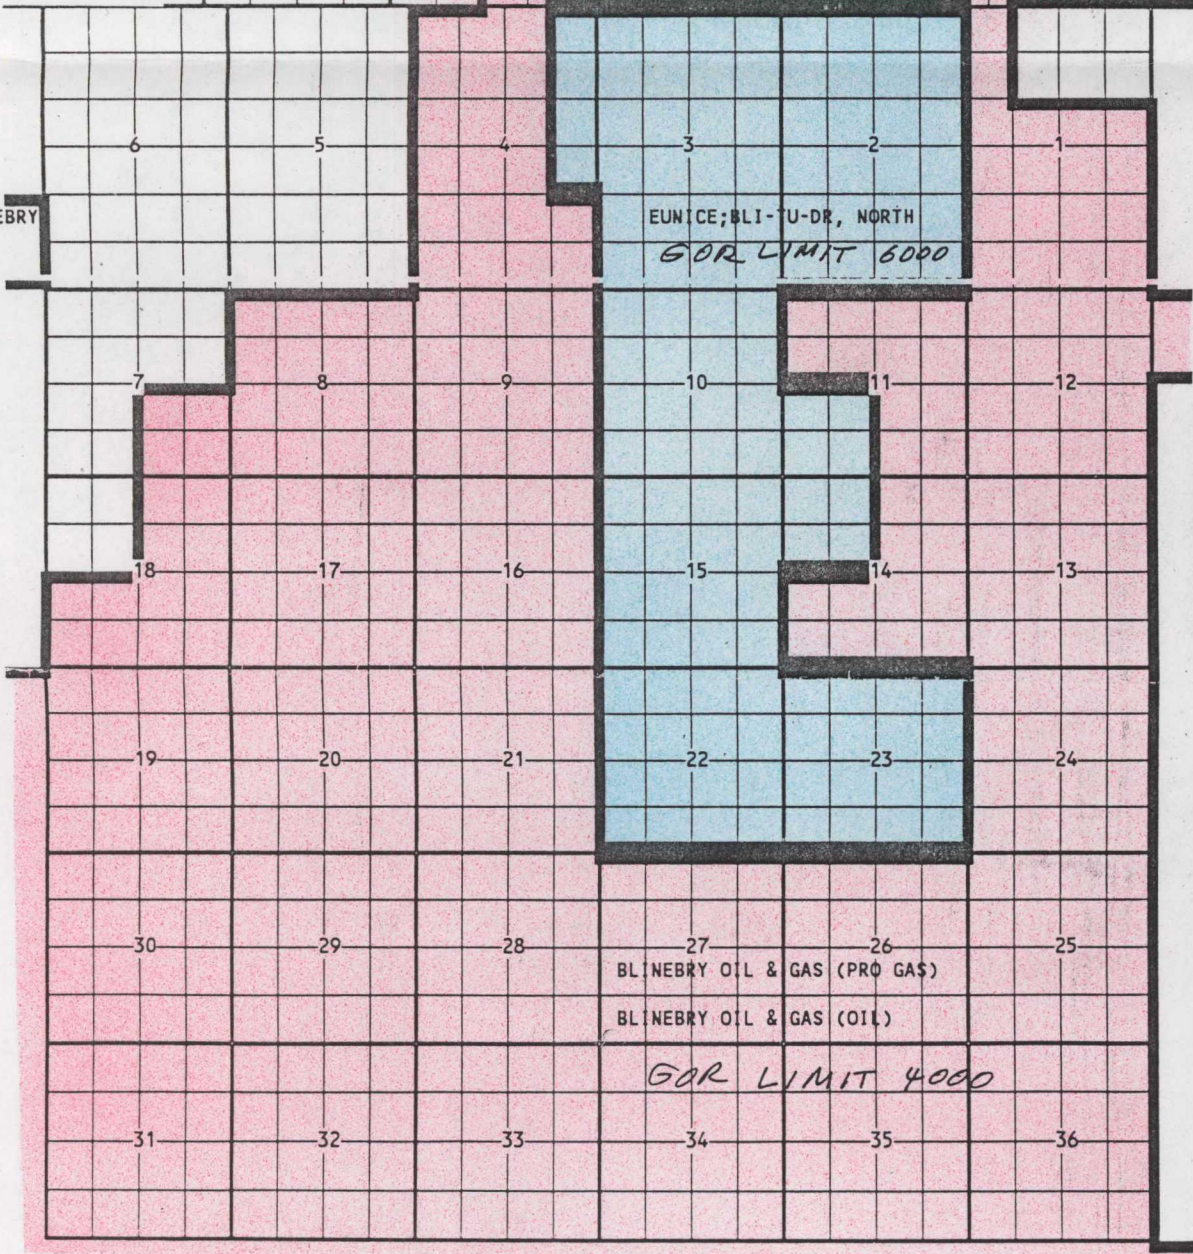 6 5 4 3 2 1
EBRY
EUNICE;BLI-TU-DR, NORTH
GOR LIMIT 6000
7 8 9 10 11 12
18 17 16 15 14 13
19 20 21 22 23 24
30 29 28 27 26 25
BLINEBRY OIL & GAS (PRO GAS)
BLINEBRY OIL & GAS (OIL)
GOR LIMIT 4000
31 32 33 34 35 36